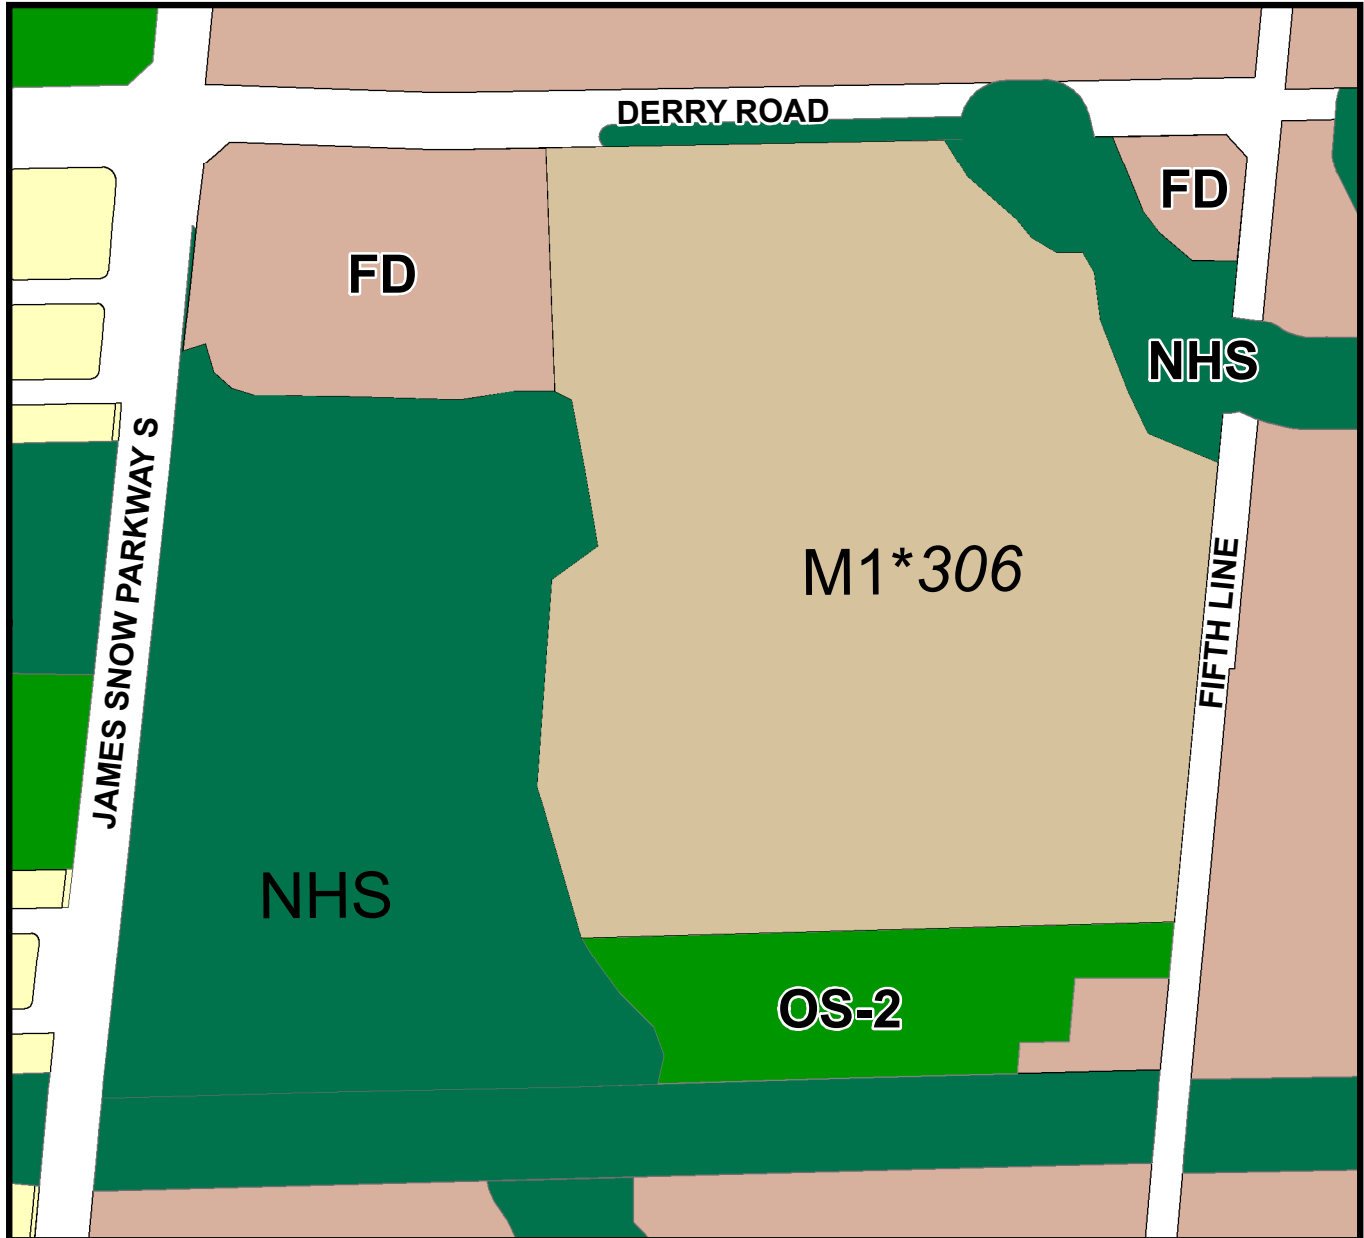 DERRY ROAD
FD
FD
NHS
JAMES SNOW PARKWAY S
M1*306
FIFTH LINE
NHS
OS-2